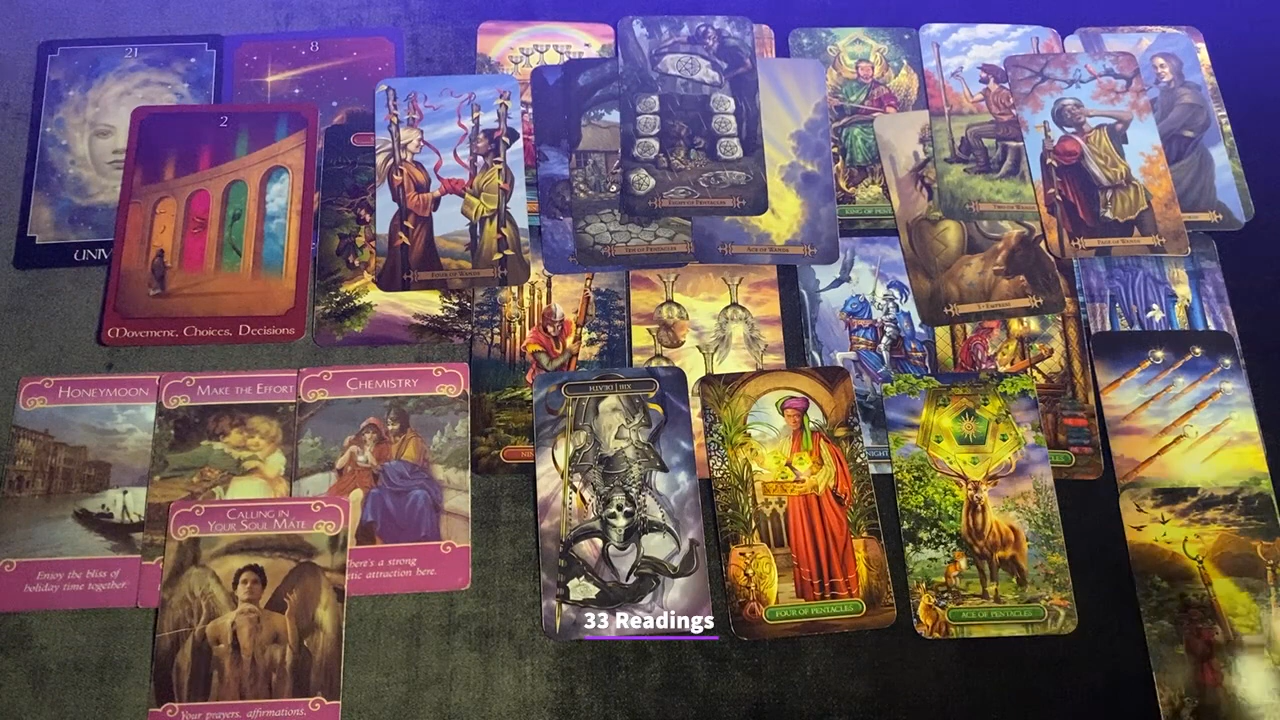 21
8
2
UNIV
Movement, Choices, Decisions
FOUR OF WANDS
EIGHT OF PENTACLES
TEN OF PENTACLES
ACE OF WANDS
KING OF PENT
TWO OF WANDS
PAGE OF WANDS
3 • EMPRESS
HONEYMOON
MAKE THE EFFORT
CHEMISTRY
Enjoy the bliss of
holiday time together.
here's a strong
tic attraction here.
CALLING IN
YOUR SOUL MATE
Your prayers, affirmations,
NIN
NIGHT
XIII | DEATH
FOUR OF PENTACLES
ACE OF PENTACLES
33 Readings